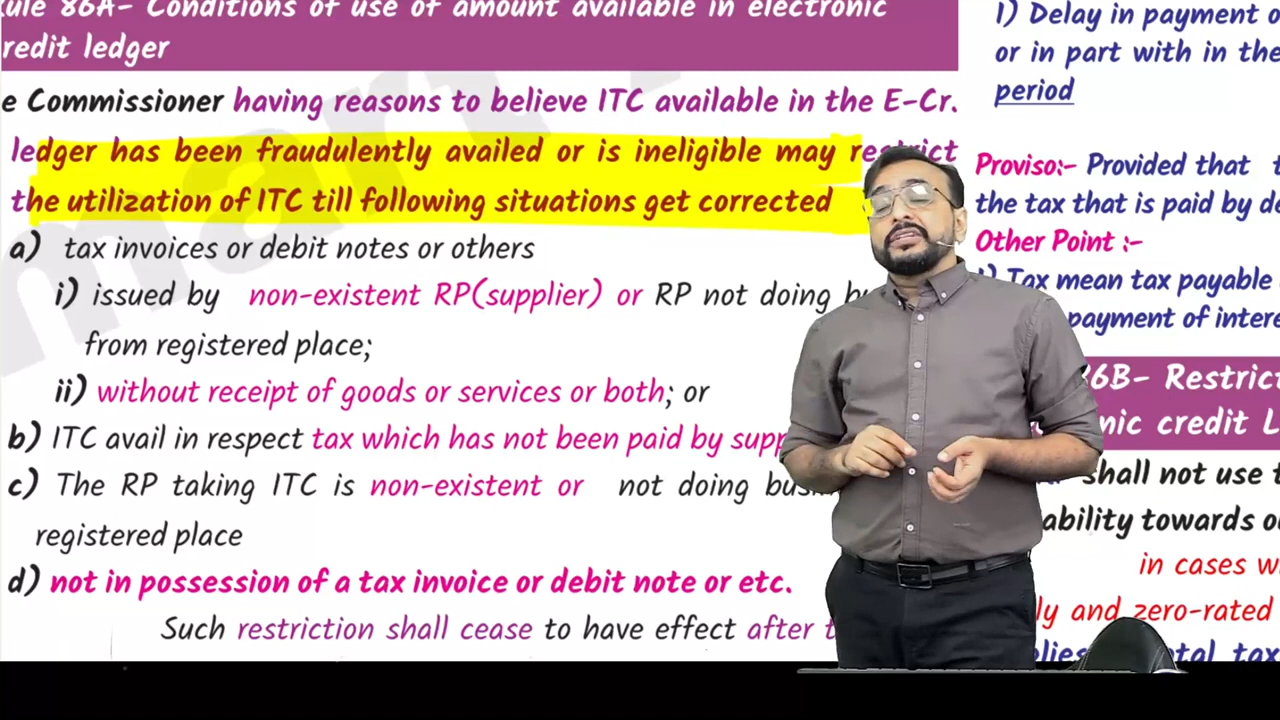 ule 86A- Conditions of use of amount available in electronic
redit ledger
e Commissioner having reasons to believe ITC available in the E-Cr.
ledger has been fraudulently availed or is ineligible may restrict
the utilization of ITC till following situations get corrected
a) tax invoices or debit notes or others
i) issued by non-existent RP(supplier) or RP not doing bu
from registered place;
ii) without receipt of goods or services or both; or
b) ITC avail in respect tax which has not been paid by supp
c) The RP taking ITC is non-existent or not doing busi
registered place
d) not in possession of a tax invoice or debit note or etc.
Such restriction shall cease to have effect after t
1) Delay in payment o
or in part with in the
period
Proviso:- Provided that t
the tax that is paid by de
Other Point :-
Tax mean tax payable
payment of intere
86B- Restrict
nic credit L
shall not use t
ability towards ou
in cases w
ly and zero-rated
tal tax